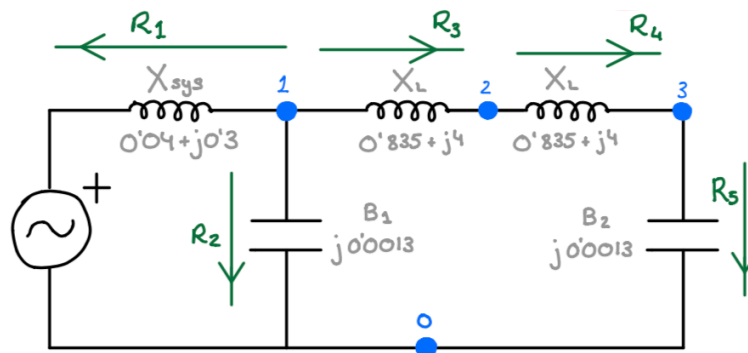 R1
R3
R4
Xsys
1
XL
2
XL
3
0'04+j0'3
0'835+j4
0'835+j4
+
R2
B1
j0'0013
B2
j0'0013
R5
0